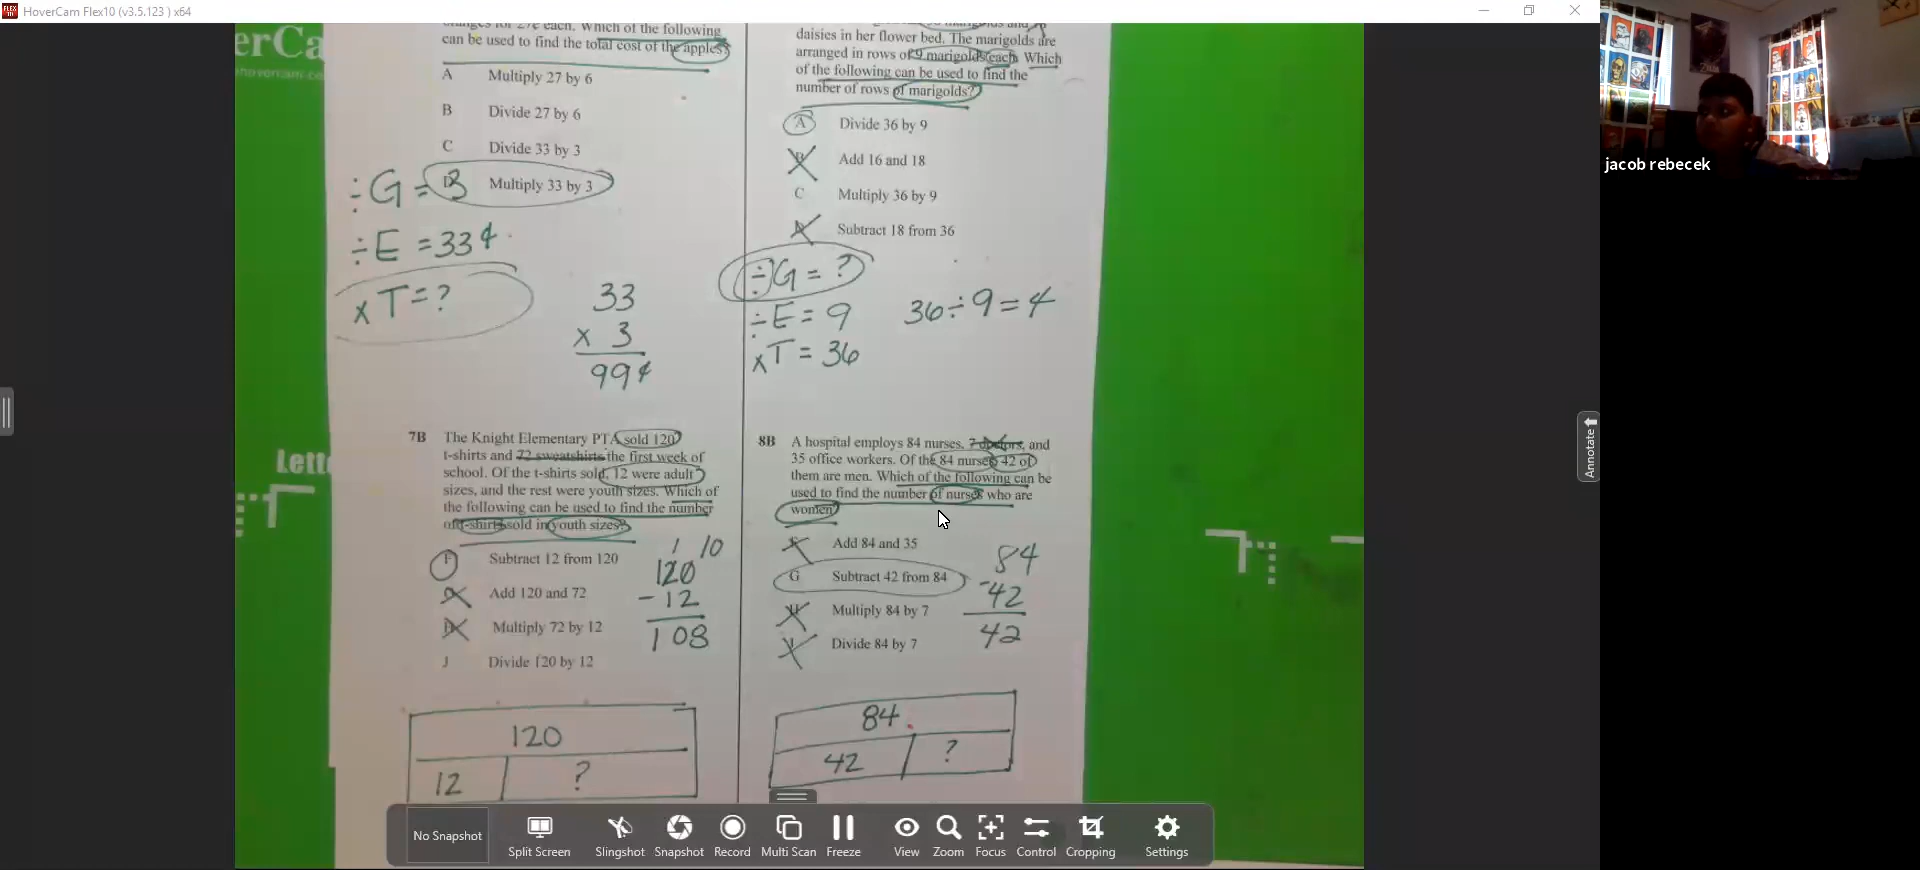 HoverCam Flex10 (v3.5.123 ) x64
erCa
hovercam.co
Lette
each. Which of the following
can be used to find the total cost of the apples?
A Multiply 27 by 6
B Divide 27 by 6
C Divide 33 by 3
D Multiply 33 by 3
÷G = 3
÷E = 33¢
xT = ?
33
x 3
99¢
daisies in her flower bed. The marigolds are
arranged in rows of 9 marigolds each. Which
of the following can be used to find the
number of rows of marigolds?
A Divide 36 by 9
B Add 16 and 18
C Multiply 36 by 9
D Subtract 18 from 36
÷G = ?
÷E = 9
xT = 36
36÷9=4
7B The Knight Elementary PTA sold 120
t-shirts and 72 sweatshirts the first week of
school. Of the t-shirts sold, 12 were adult
sizes, and the rest were youth sizes. Which of
the following can be used to find the number
of t-shirts sold in youth sizes?
F Subtract 12 from 120
G Add 120 and 72
H Multiply 72 by 12
J Divide 120 by 12
1 10
120
- 12
108
120
12 ?
8B A hospital employs 84 nurses, 7 doctors, and
35 office workers. Of the 84 nurses, 42 of
them are men. Which of the following can be
used to find the number of nurses who are
women?
F Add 84 and 35
G Subtract 42 from 84
H Multiply 84 by 7
J Divide 84 by 7
84
-42
42
84
42 ?
No Snapshot
Split Screen
Slingshot
Snapshot
Record
Multi Scan
Freeze
View
Zoom
Focus
Control
Cropping
Settings
Annotate
jacob rebecek